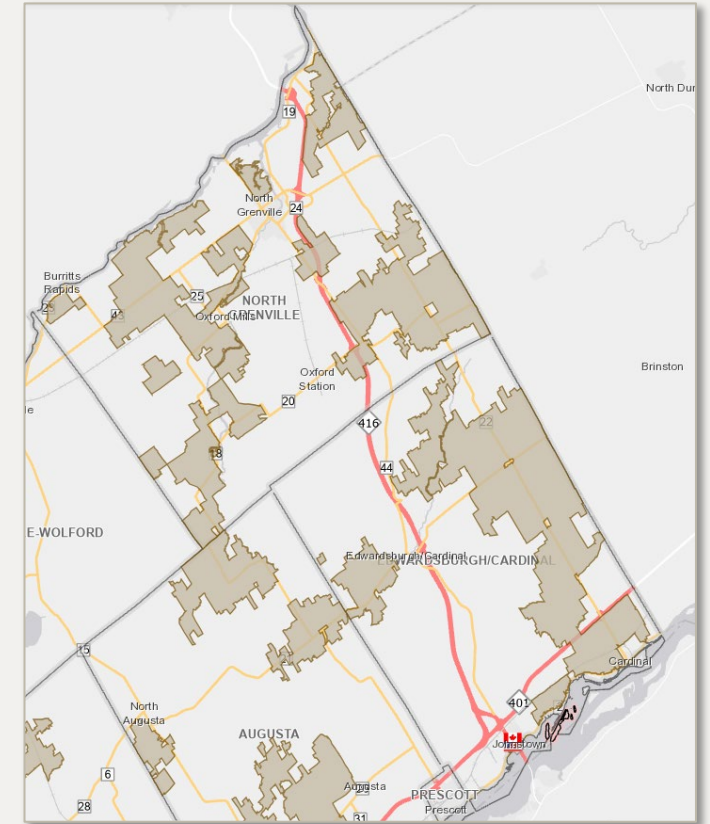 North Dur
19
North
Grenville
24
Burritts
Rapids
25
43
NORTH
GRENVILLE
Oxford Mills
Oxford
Station
Brinston
20
le
416
22
18
44
E-WOLFORD
Edwardsburgh/Cardinal
EDWARDSBURGH/CARDINAL
15
Cardinal
401
North
Augusta
AUGUSTA
Johnstown
6
Augusta
28
PRESCOTT
Prescott
31